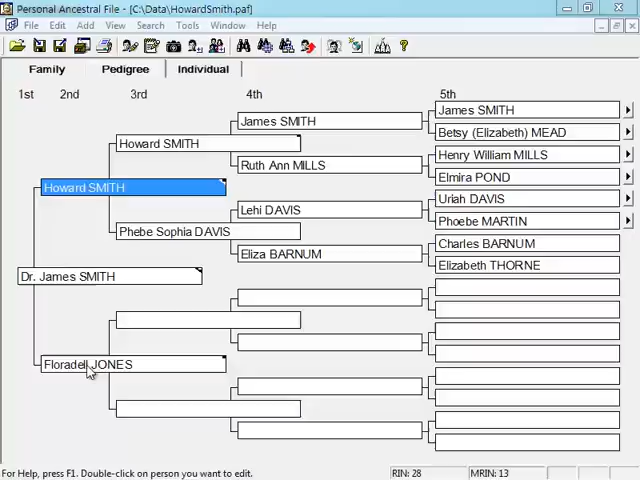 Personal Ancestral File - [C:\Data\HowardSmith.paf]
File Edit Add View Search Tools Window Help
Family Pedigree Individual
1st 2nd 3rd 4th 5th
James SMITH
James SMITH
Betsy (Elizabeth) MEAD
Howard SMITH
Henry William MILLS
Ruth Ann MILLS
Elmira POND
Howard SMITH
Uriah DAVIS
Lehi DAVIS
Phoebe MARTIN
Phebe Sophia DAVIS
Charles BARNUM
Eliza BARNUM
Elizabeth THORNE
Dr. James SMITH
Floradell JONES
For Help, press F1. Double-click on person you want to edit.
RIN: 28
MRIN: 13